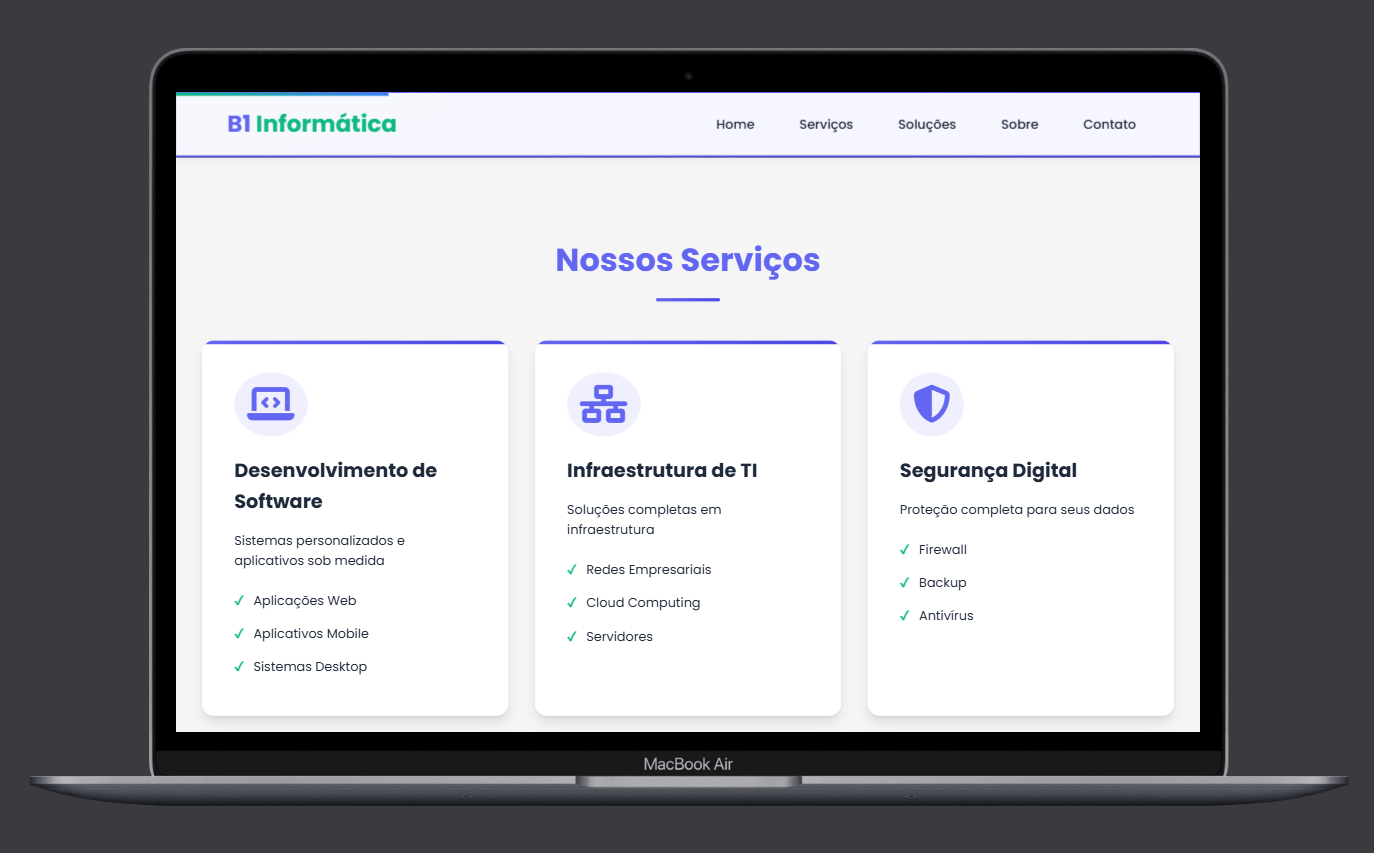 B1 Informática
Home
Serviços
Soluções
Sobre
Contato
Nossos Serviços
Desenvolvimento de
Software
Sistemas personalizados e
aplicativos sob medida
✓ Aplicações Web
✓ Aplicativos Mobile
✓ Sistemas Desktop
Infraestrutura de TI
Soluções completas em
infraestrutura
✓ Redes Empresariais
✓ Cloud Computing
✓ Servidores
Segurança Digital
Proteção completa para seus dados
✓ Firewall
✓ Backup
✓ Antivírus
MacBook Air